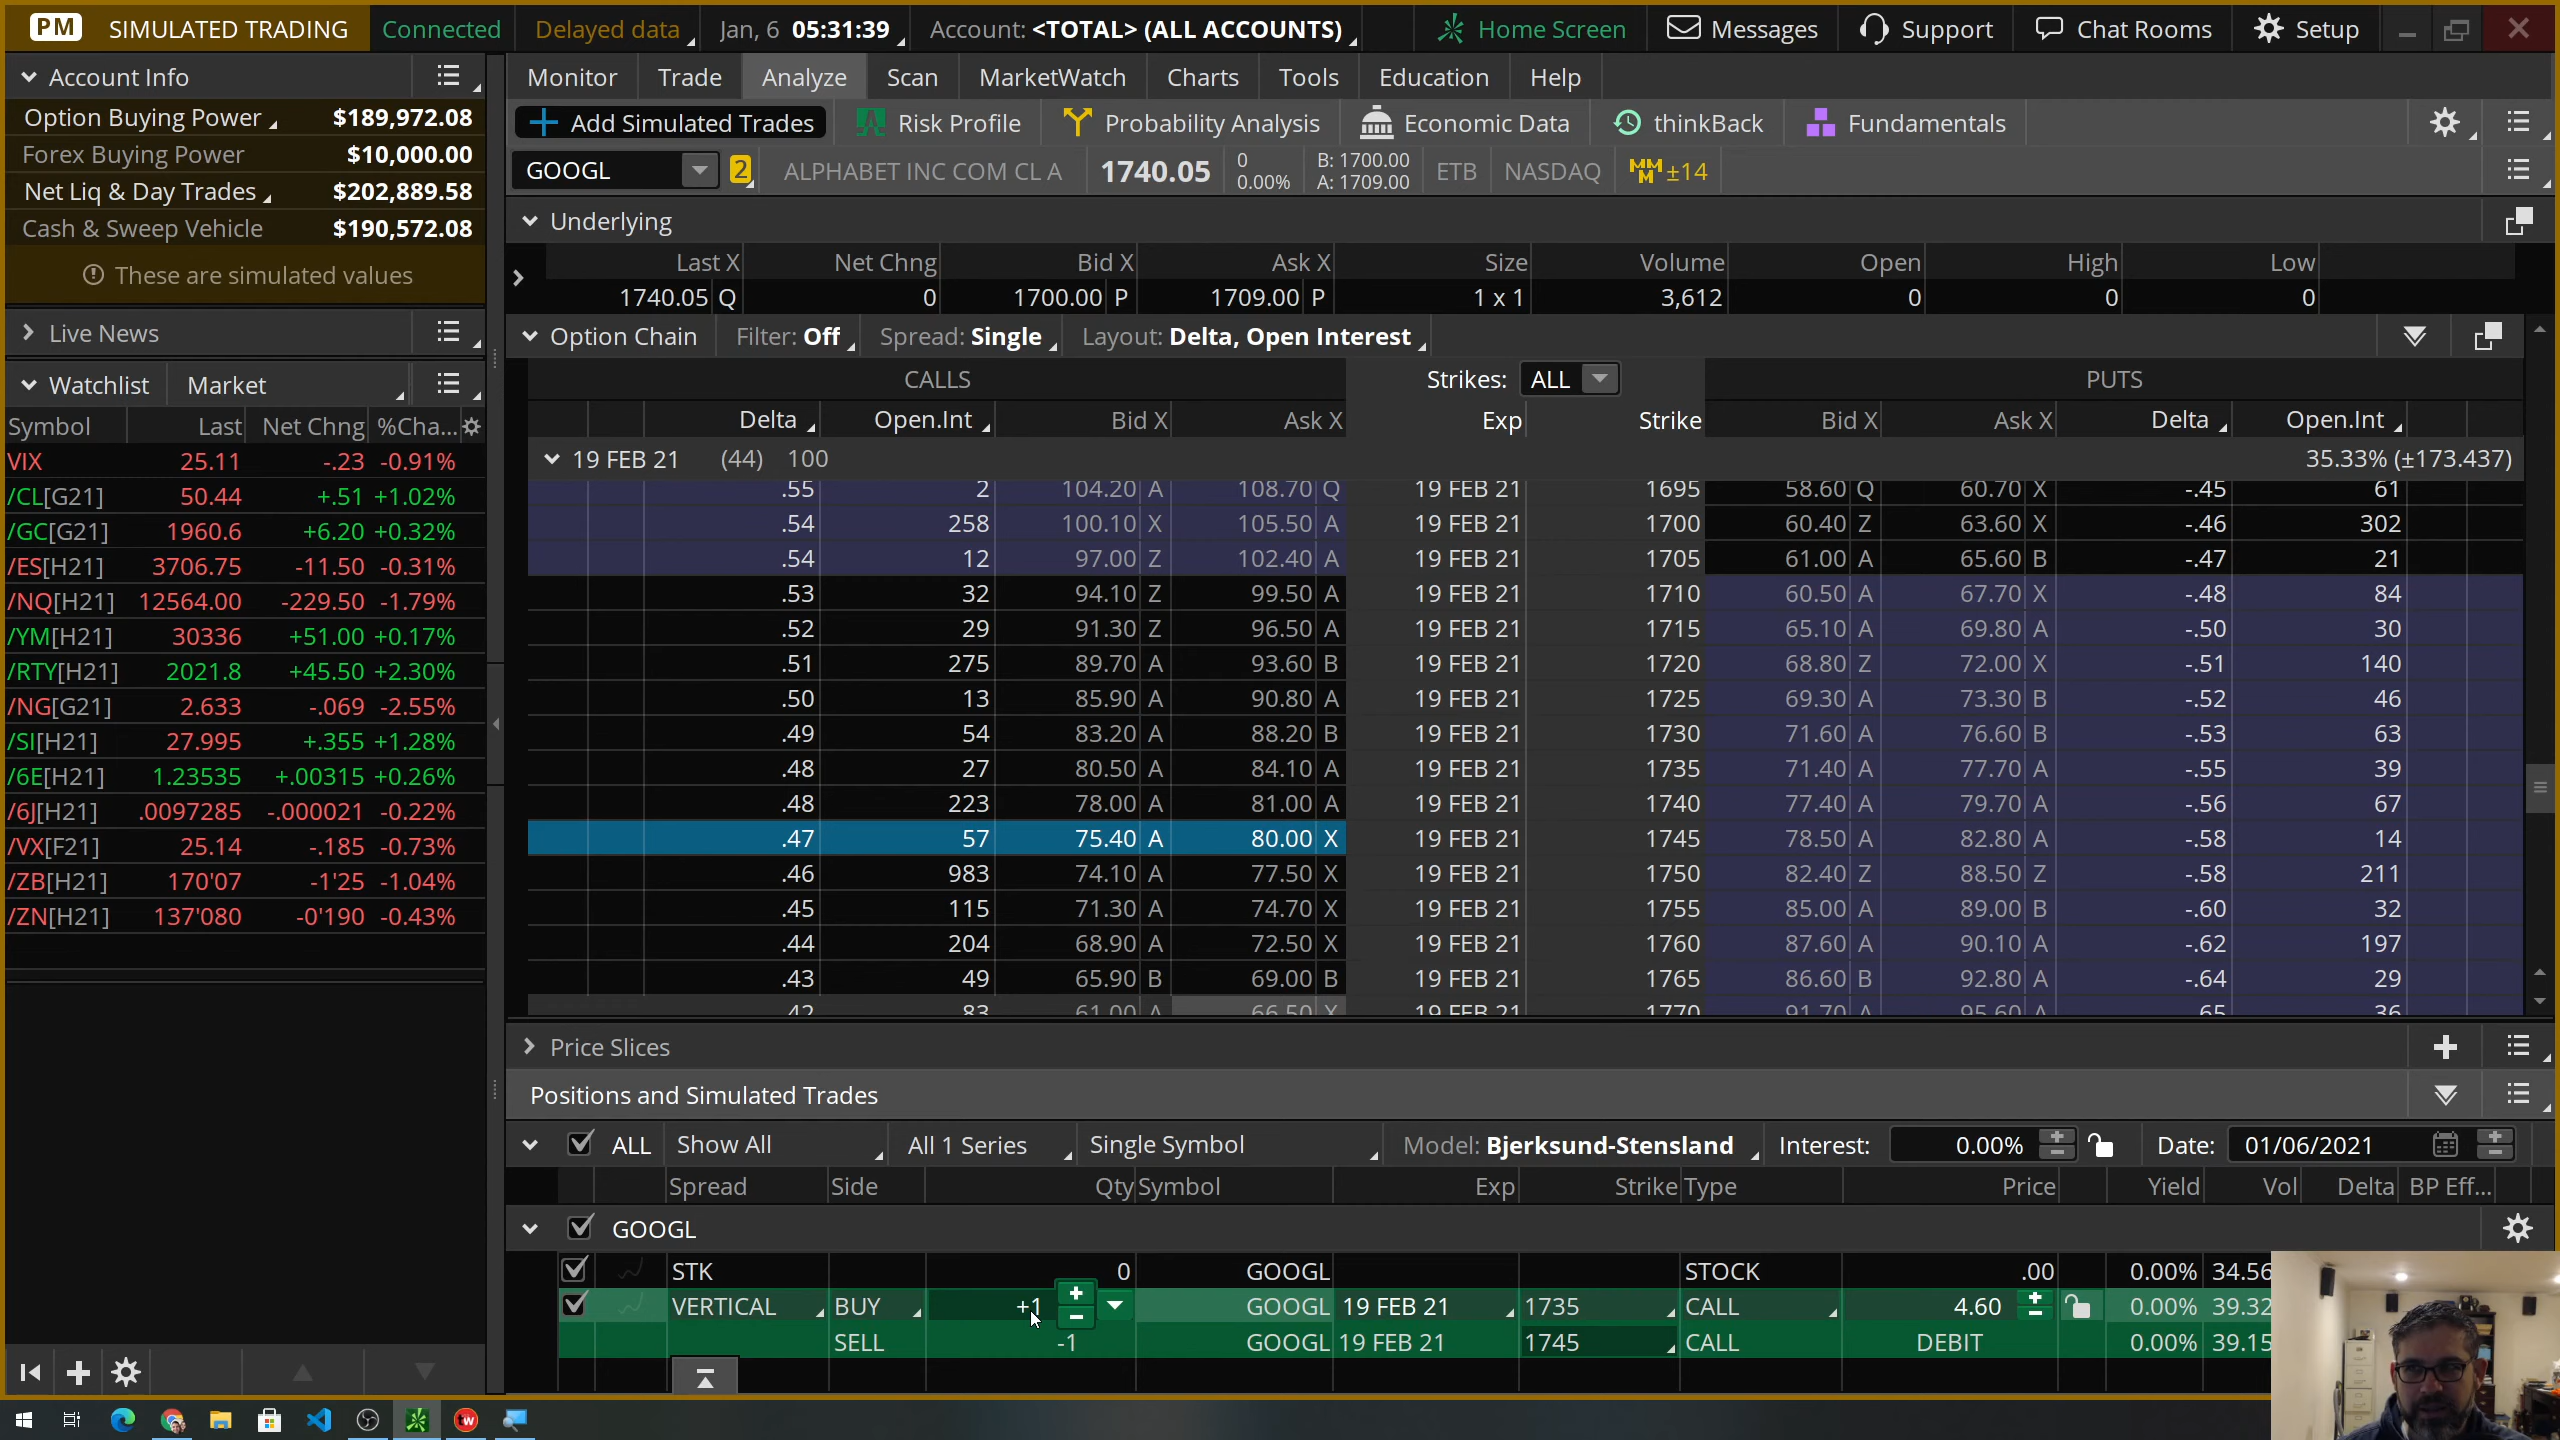 PM SIMULATED TRADING Connected Delayed data Jan, 6 05:31:39 Account: <TOTAL> (ALL ACCOUNTS) Home Screen Messages Support Chat Rooms Setup
Account Info
Option Buying Power $189,972.08
Forex Buying Power $10,000.00
Net Liq & Day Trades $202,889.58
Cash & Sweep Vehicle $190,572.08
These are simulated values
Live News
Watchlist Market
Symbol Last Net Chng %Cha...
VIX 25.11 -.23 -0.91%
/CL[G21] 50.44 +.51 +1.02%
/GC[G21] 1960.6 +6.20 +0.32%
/ES[H21] 3706.75 -11.50 -0.31%
/NQ[H21] 12564.00 -229.50 -1.79%
/YM[H21] 30336 +51.00 +0.17%
/RTY[H21] 2021.8 +45.50 +2.30%
/NG[G21] 2.633 -.069 -2.55%
/SI[H21] 27.995 +.355 +1.28%
/6E[H21] 1.23535 +.00315 +0.26%
/6J[H21] .0097285 -.000021 -0.22%
/VX[F21] 25.14 -.185 -0.73%
/ZB[H21] 170'07 -1'25 -1.04%
/ZN[H21] 137'080 -0'190 -0.43%
Monitor Trade Analyze Scan MarketWatch Charts Tools Education Help
Add Simulated Trades Risk Profile Probability Analysis Economic Data thinkBack Fundamentals
GOOGL 2 ALPHABET INC COM CL A 1740.05 0 0.00% B: 1700.00 A: 1709.00 ETB NASDAQ MMM ±14
Underlying
Last X Net Chng Bid X Ask X Size Volume Open High Low
1740.05 Q 0 1700.00 P 1709.00 P 1 x 1 3,612 0 0 0
Option Chain Filter: Off Spread: Single Layout: Delta, Open Interest
CALLS Strikes: ALL PUTS
Delta Open.Int Bid X Ask X Exp Strike Bid X Ask X Delta Open.Int
19 FEB 21 (44) 100 35.33% (±173.437)
.55 2 104.20 A 108.70 Q 19 FEB 21 1695 58.60 Q 60.70 X -.45 61
.54 258 100.10 X 105.50 A 19 FEB 21 1700 60.40 Z 63.60 X -.46 302
.54 12 97.00 Z 102.40 A 19 FEB 21 1705 61.00 A 65.60 B -.47 21
.53 32 94.10 Z 99.50 A 19 FEB 21 1710 60.50 A 67.70 X -.48 84
.52 29 91.30 Z 96.50 A 19 FEB 21 1715 65.10 A 69.80 A -.50 30
.51 275 89.70 A 93.60 B 19 FEB 21 1720 68.80 Z 72.00 X -.51 140
.50 13 85.90 A 90.80 A 19 FEB 21 1725 69.30 A 73.30 B -.52 46
.49 54 83.20 A 88.20 B 19 FEB 21 1730 71.60 A 76.60 B -.53 63
.48 27 80.50 A 84.10 A 19 FEB 21 1735 71.40 A 77.70 A -.55 39
.48 223 78.00 A 81.00 A 19 FEB 21 1740 77.40 A 79.70 A -.56 67
.47 57 75.40 A 80.00 X 19 FEB 21 1745 78.50 A 82.80 A -.58 14
.46 983 74.10 A 77.50 X 19 FEB 21 1750 82.40 Z 88.50 Z -.58 211
.45 115 71.30 A 74.70 X 19 FEB 21 1755 85.00 A 89.00 B -.60 32
.44 204 68.90 A 72.50 X 19 FEB 21 1760 87.60 A 90.10 A -.62 197
.43 49 65.90 B 69.00 B 19 FEB 21 1765 86.60 B 92.80 A -.64 29
.42 83 61.00 A 66.50 X 19 FEB 21 1770 91.70 A 95.60 A -.65 36
Price Slices
Positions and Simulated Trades
ALL Show All All 1 Series Single Symbol Model: Bjerksund-Stensland Interest: 0.00% Date: 01/06/2021
Spread Side Qty Symbol Exp Strike Type Price Yield Vol Delta BP Eff...
GOOGL
STK 0 GOOGL STOCK .00 0.00% 34.56
VERTICAL BUY +1 GOOGL 19 FEB 21 1735 CALL 4.60 0.00% 39.32
SELL -1 GOOGL 19 FEB 21 1745 CALL DEBIT 0.00% 39.15